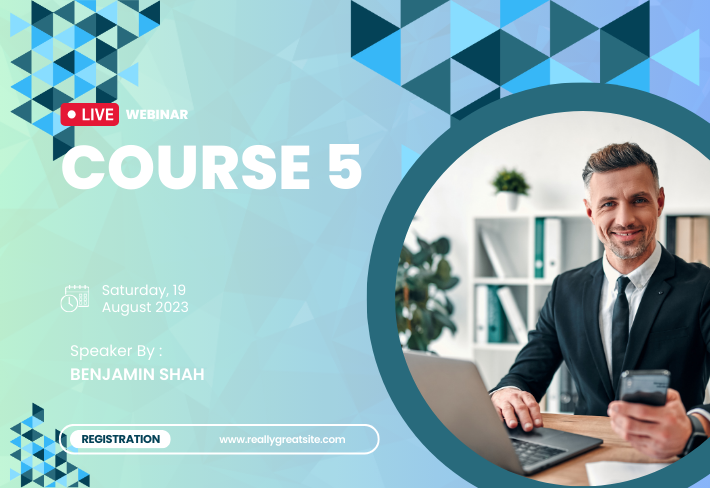 LIVE WEBINAR
COURSE 5
Saturday, 19
August 2023
Speaker By :
BENJAMIN SHAH
REGISTRATION www.reallygreatsite.com